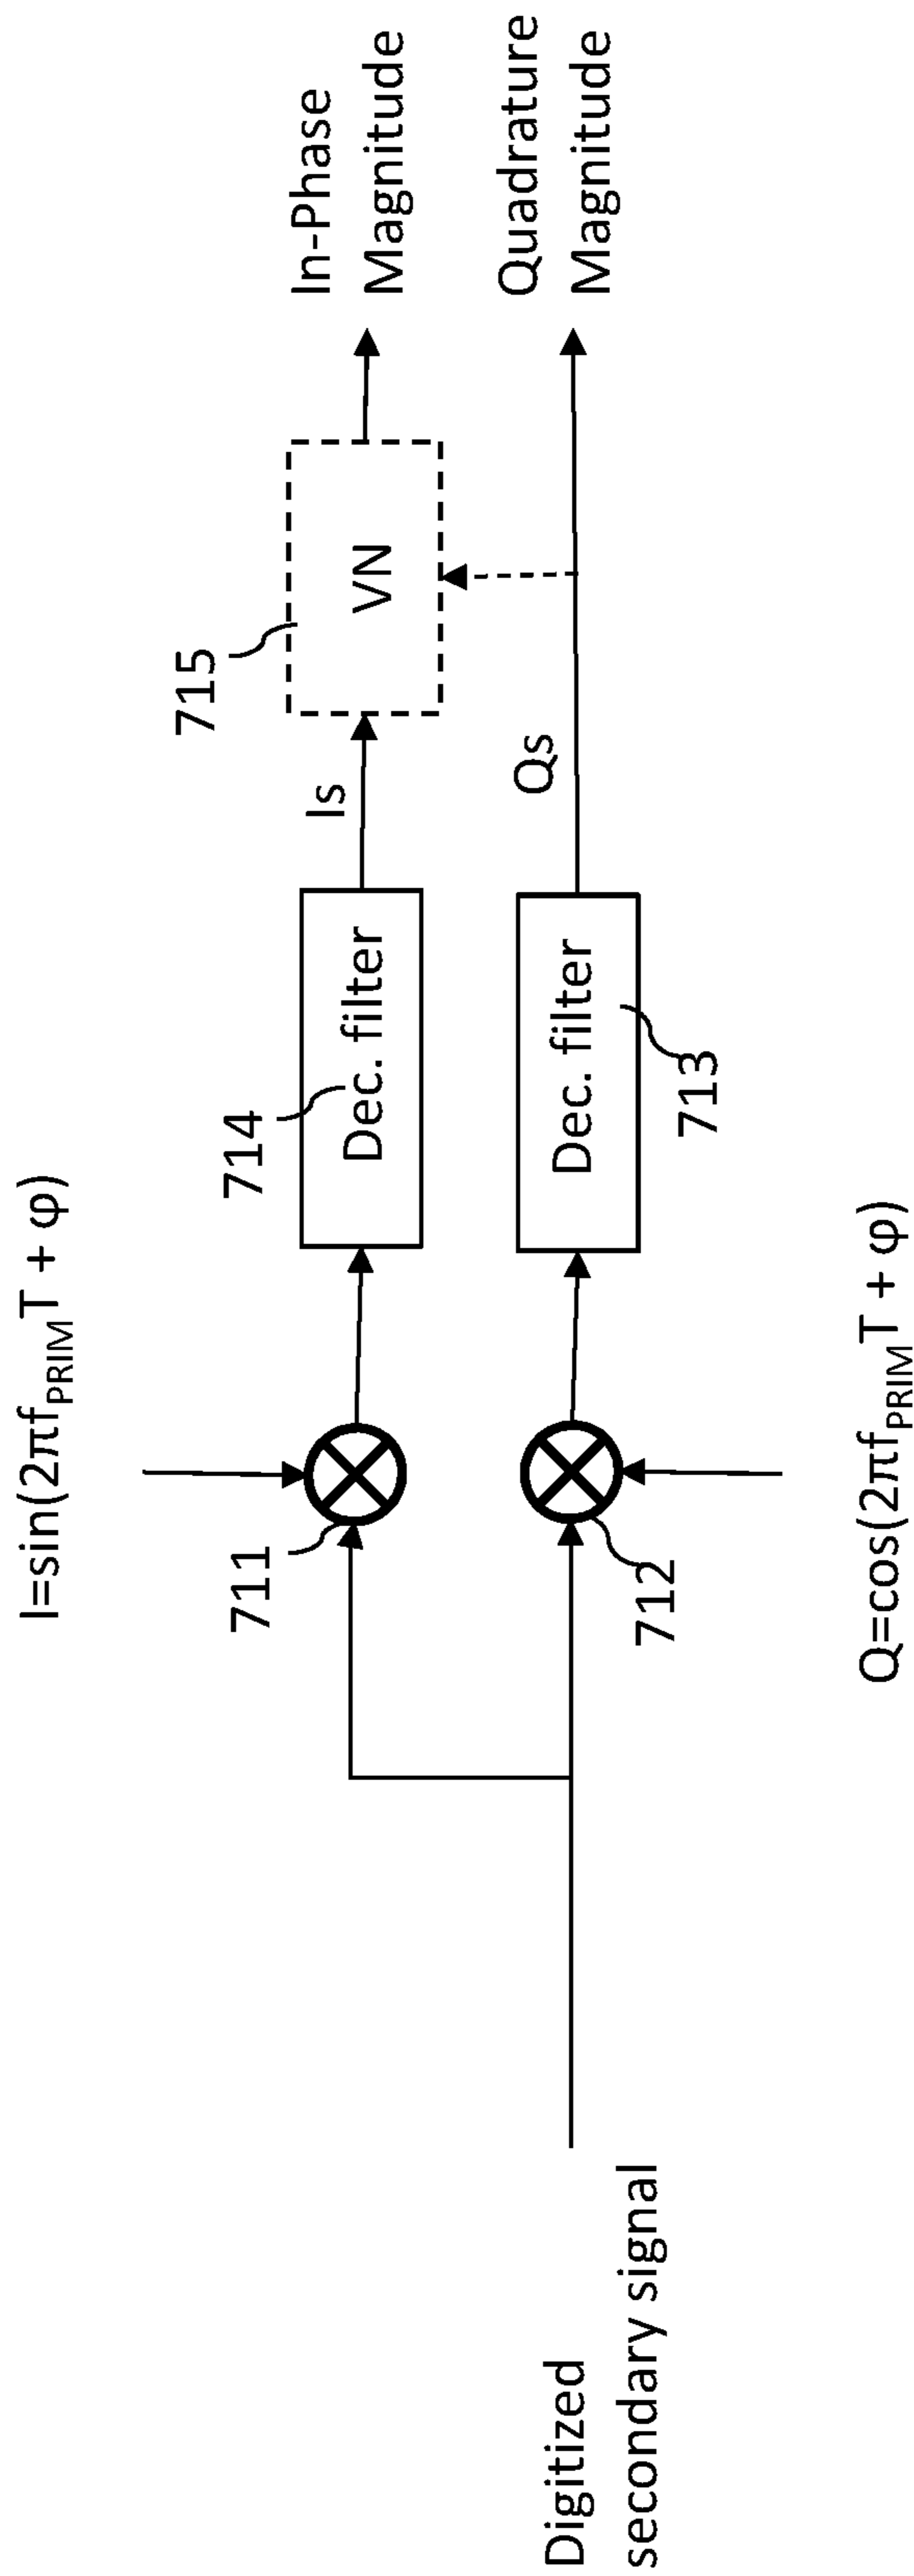 I=sin(2πf_PRIM T + φ)
In-Phase
Magnitude
715
VN
Is
714
Dec. filter
711
Quadrature
Magnitude
Qs
Dec. filter
713
712
Digitized
secondary signal
Q=cos(2πf_PRIM T + φ)